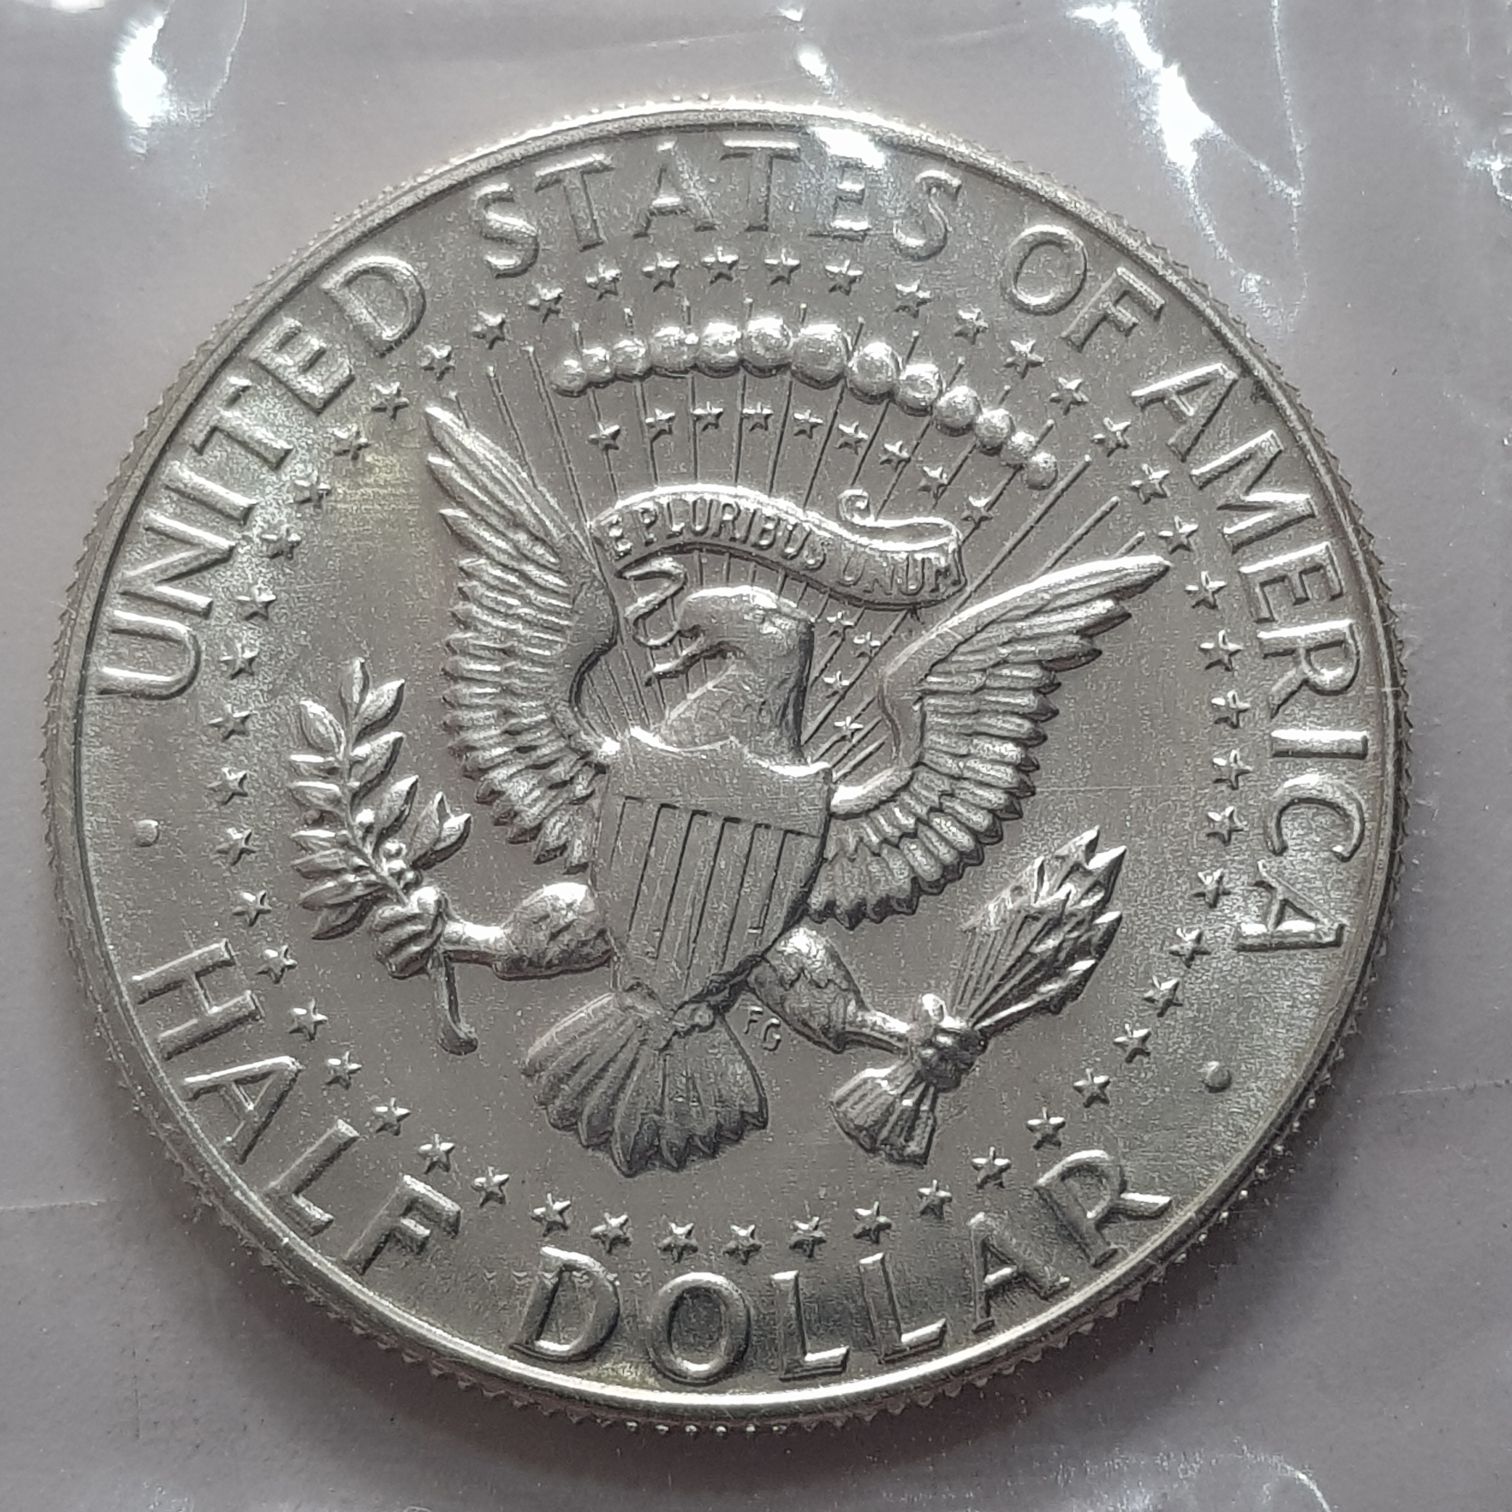 UNITED STATES OF AMERICA
E PLURIBUS UNUM
FG
HALF DOLLAR